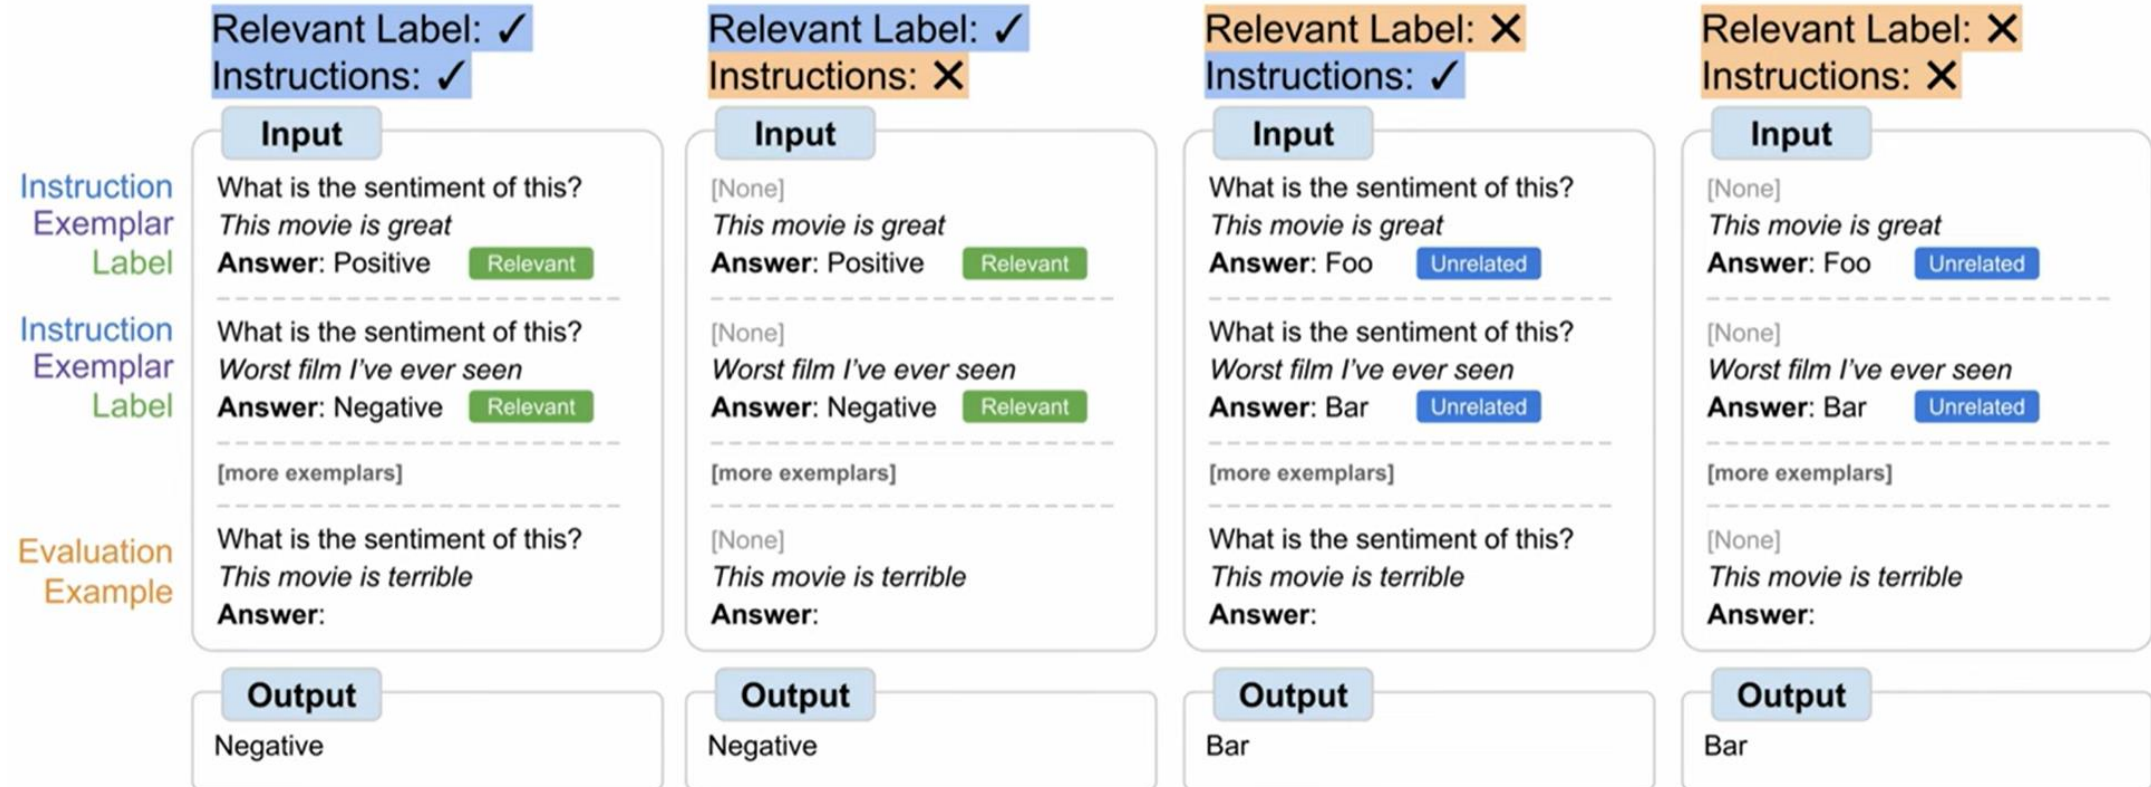 Relevant Label: ✓
Instructions: ✓
Relevant Label: ✓
Instructions: ✕
Relevant Label: ✕
Instructions: ✓
Relevant Label: ✕
Instructions: ✕
Instruction
Exemplar
Label
Instruction
Exemplar
Label
Evaluation
Example
Input
What is the sentiment of this?
This movie is great
Answer: Positive Relevant
What is the sentiment of this?
Worst film I've ever seen
Answer: Negative Relevant
[more exemplars]
What is the sentiment of this?
This movie is terrible
Answer:
Output
Negative
Input
[None]
This movie is great
Answer: Positive Relevant
[None]
Worst film I've ever seen
Answer: Negative Relevant
[more exemplars]
[None]
This movie is terrible
Answer:
Output
Negative
Input
What is the sentiment of this?
This movie is great
Answer: Foo Unrelated
What is the sentiment of this?
Worst film I've ever seen
Answer: Bar Unrelated
[more exemplars]
What is the sentiment of this?
This movie is terrible
Answer:
Output
Bar
Input
[None]
This movie is great
Answer: Foo Unrelated
[None]
Worst film I've ever seen
Answer: Bar Unrelated
[more exemplars]
[None]
This movie is terrible
Answer:
Output
Bar